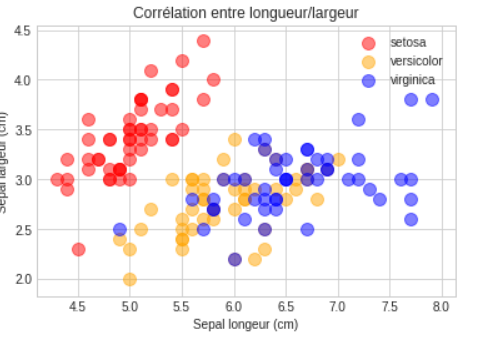 Corrélation entre longueur/largeur
setosa
versicolor
virginica
4.5
4.0
3.5
3.0
2.5
2.0
Sepal largeur (cm)
4.5 5.0 5.5 6.0 6.5 7.0 7.5 8.0
Sepal longeur (cm)